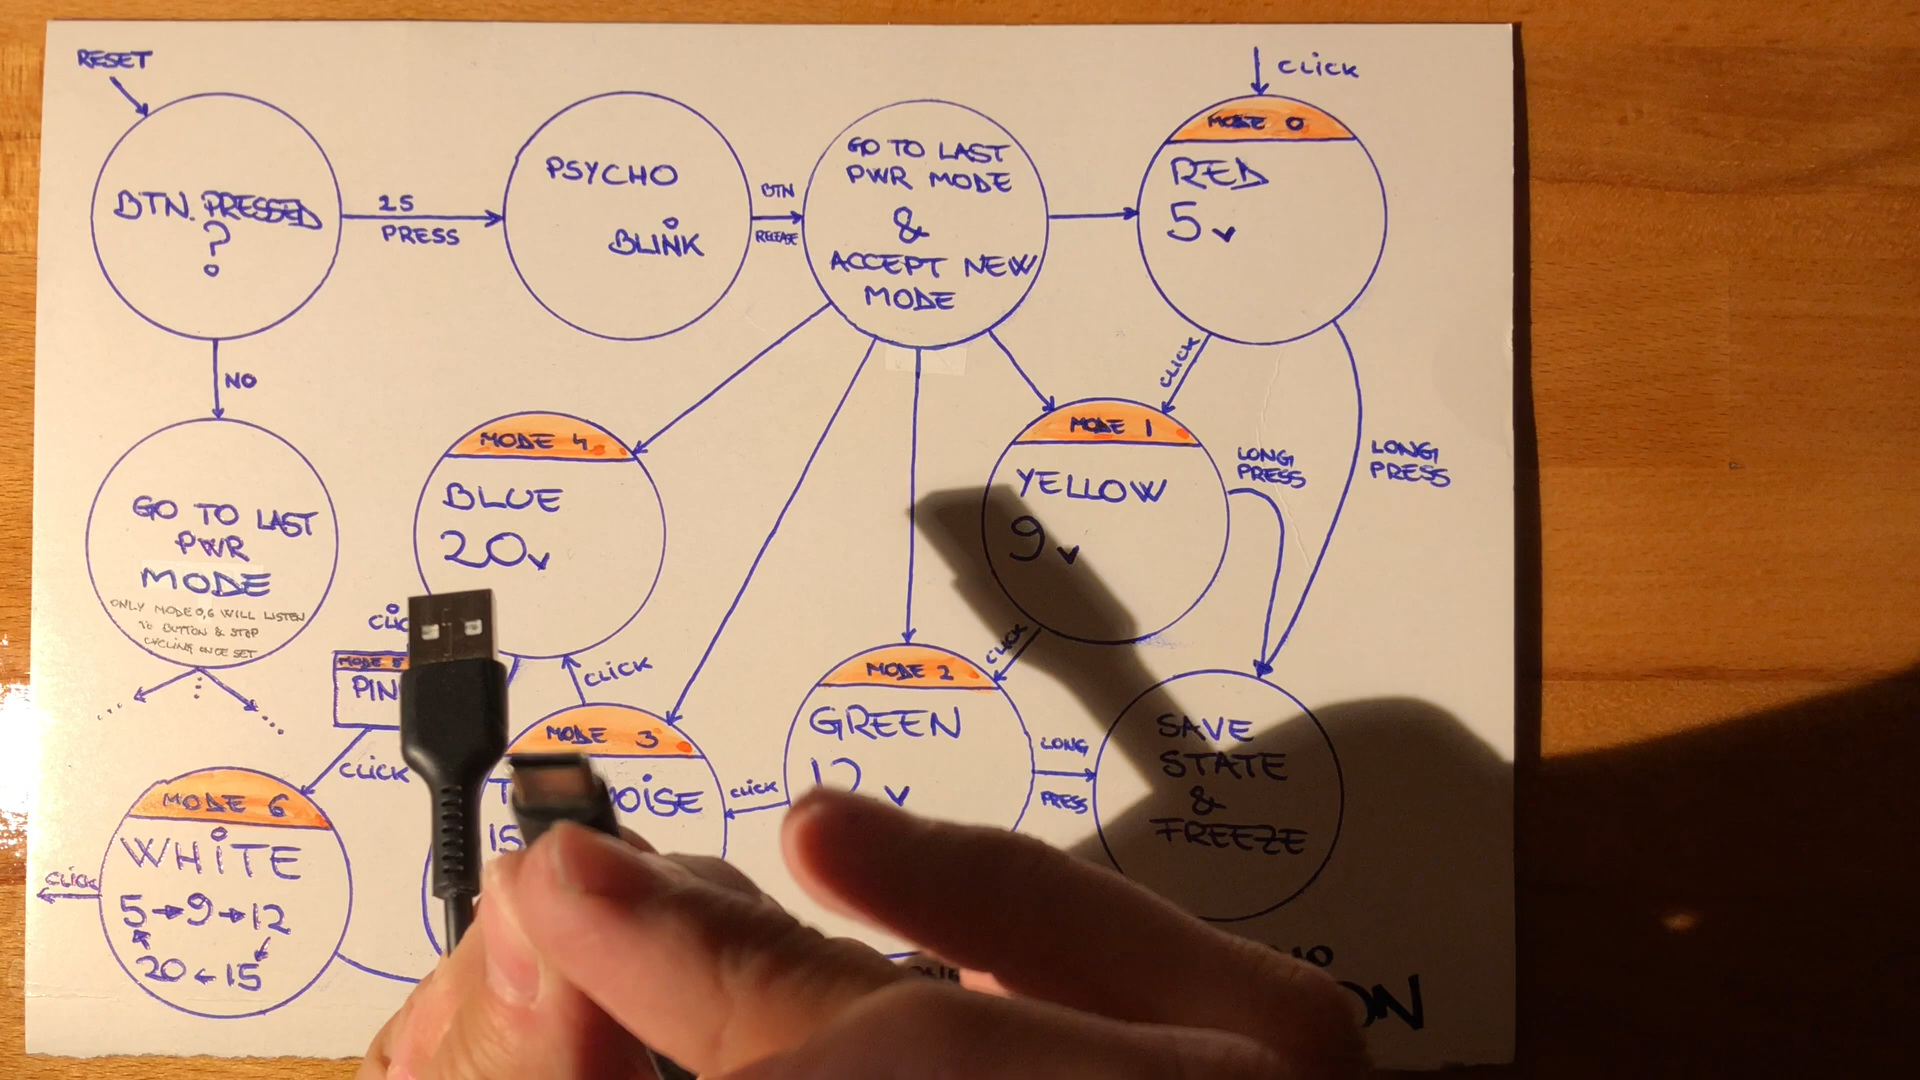 RESET
CLICK
BTN. PRESSED
?
2S
PRESS
PSYCHO
BLINK
BTN
RELEASE
GO TO LAST
PWR MODE
&
ACCEPT NEW
MODE
MODE 0
RED
5V
NO
CLICK
LONG
PRESS
LONG
PRESS
GO TO LAST
PWR
MODE
ONLY MODE 0,6 WILL LISTEN
TO BUTTON & STOP
CYCLING ONCE SET
MODE 4
BLUE
20V
MODE 1
YELLOW
9V
CLICK
CLICK
MODE 2
GREEN
LONG
PRESS
CLICK
SAVE
STATE
&
FREEZE
MODE 3
15
MODE 6
WHITE
5→9→12
20←15
CLICK
CLICK